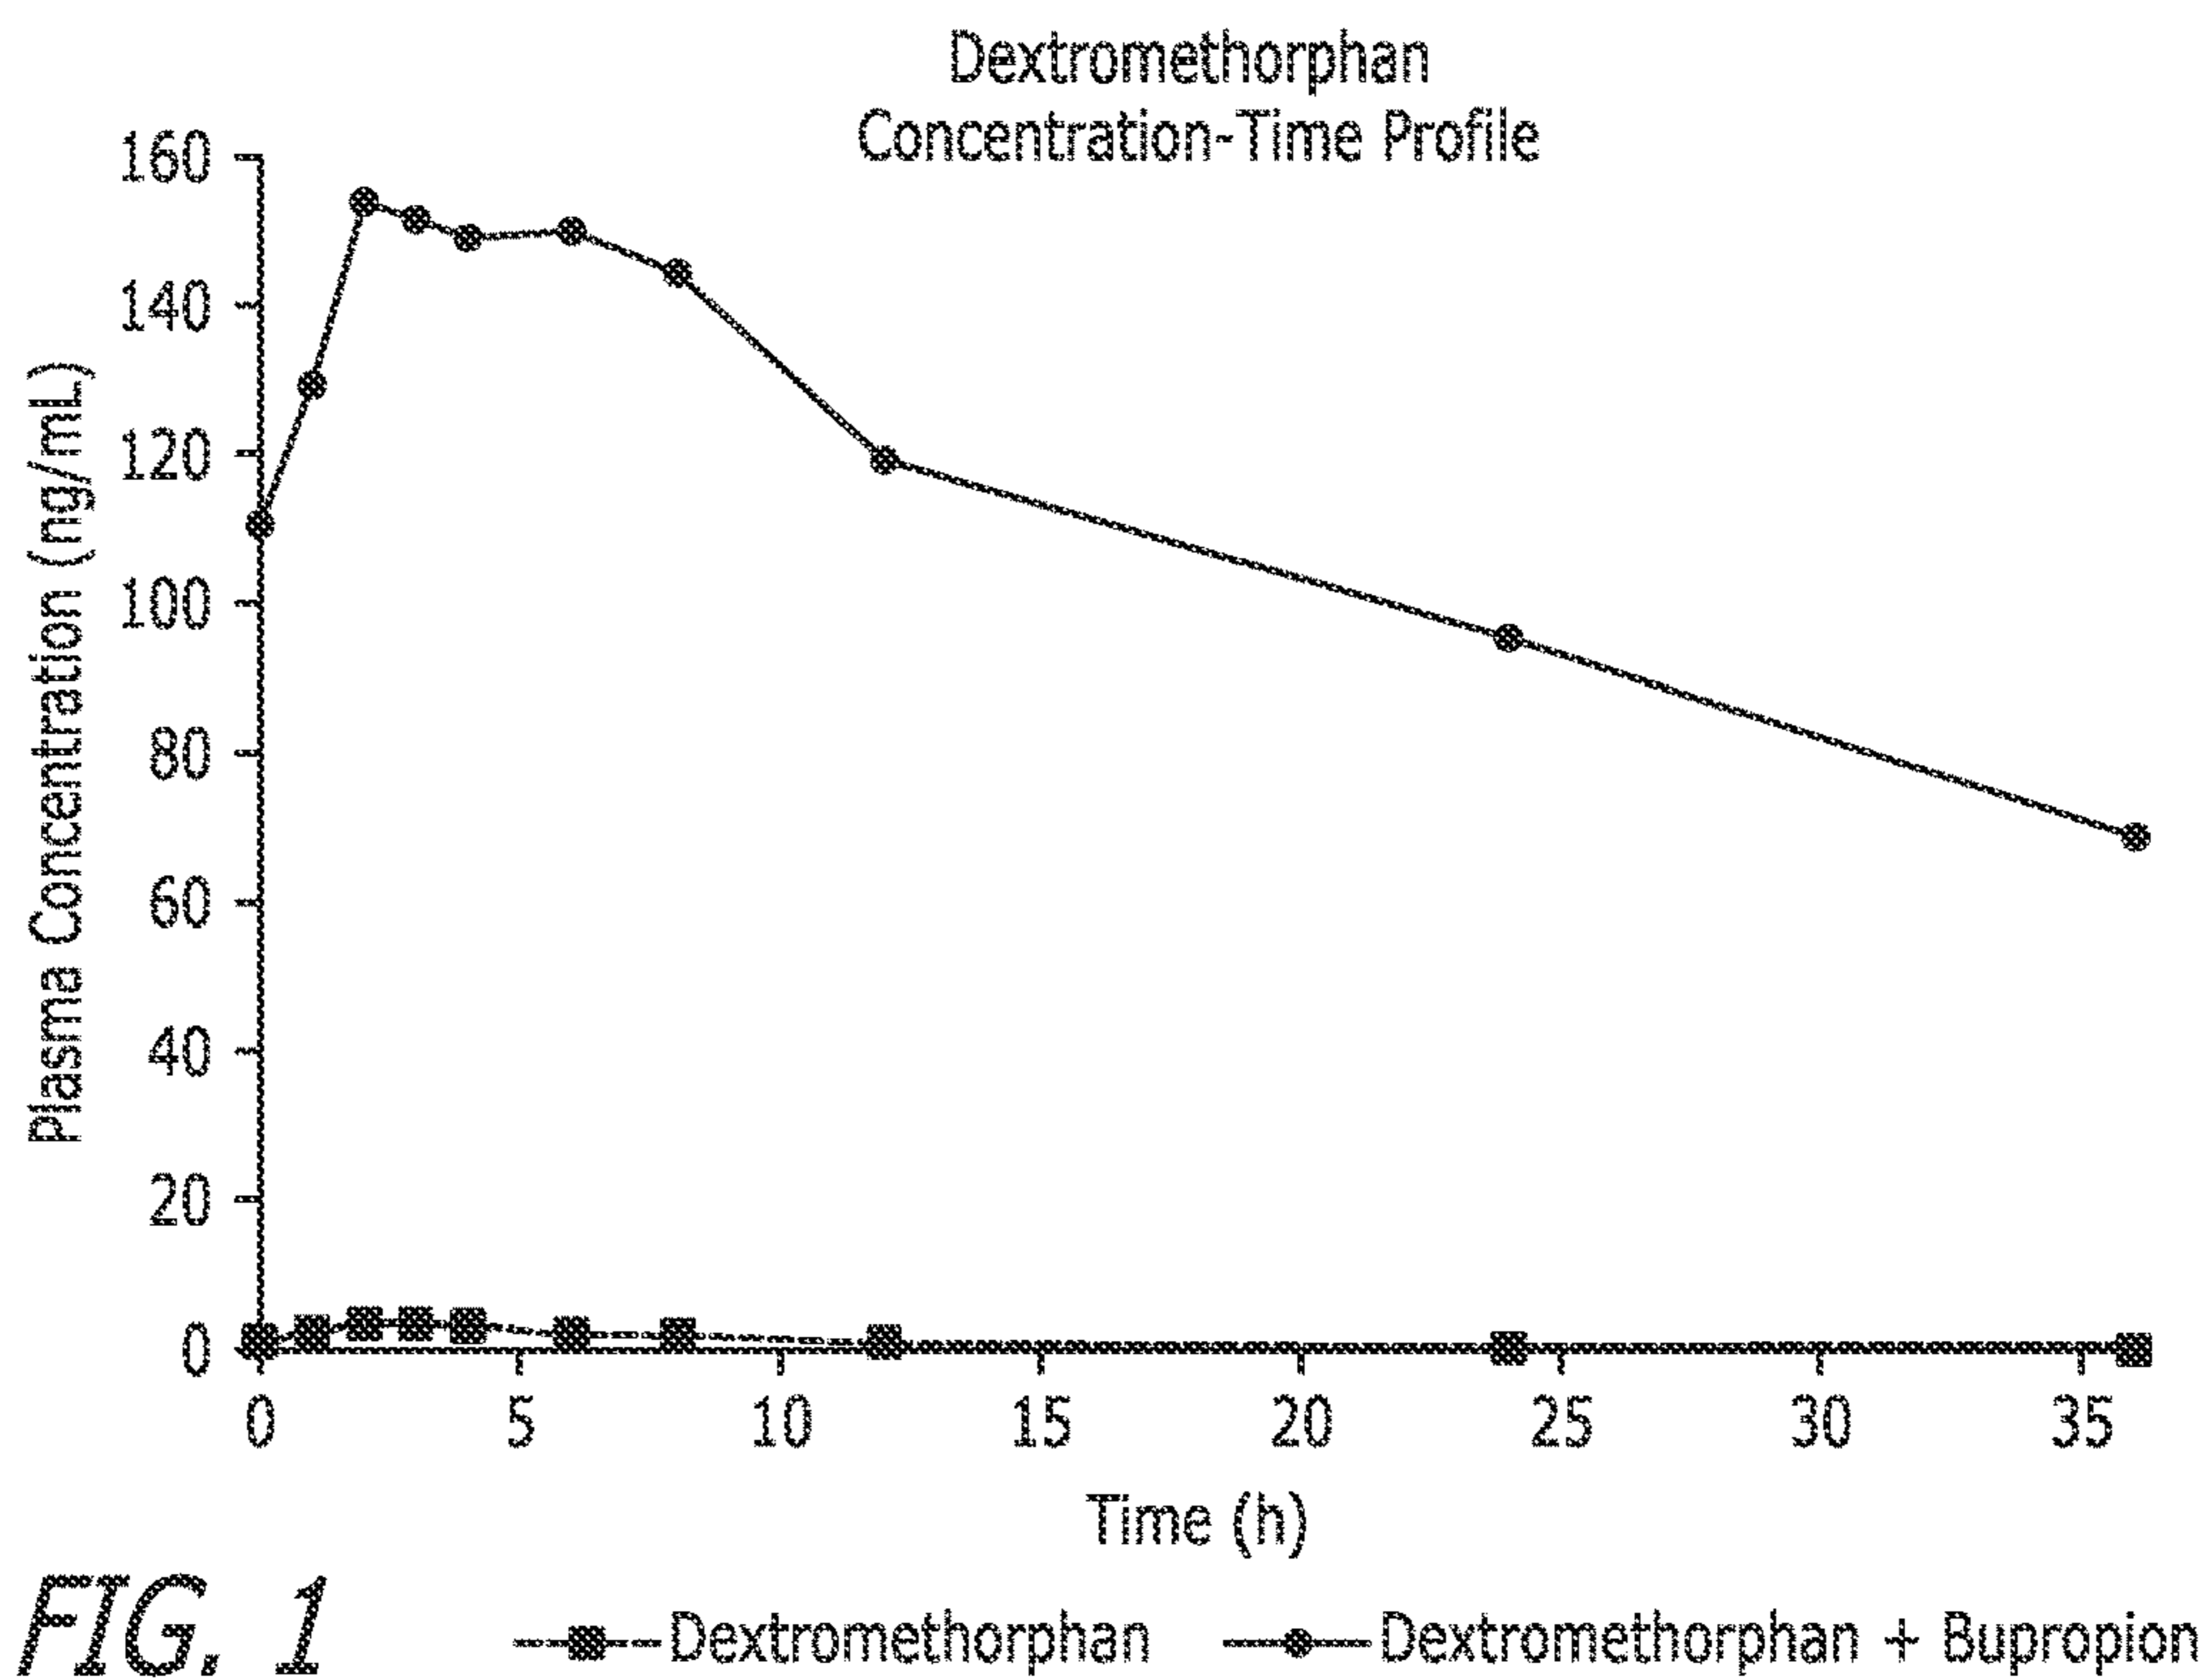 Dextromethorphan
Concentration-Time Profile
Plasma Concentration (ng/mL)
160
140
120
100
80
60
40
20
0
0 5 10 15 20 25 30 35
Time (h)
FIG. 1
Dextromethorphan Dextromethorphan + Bupropion